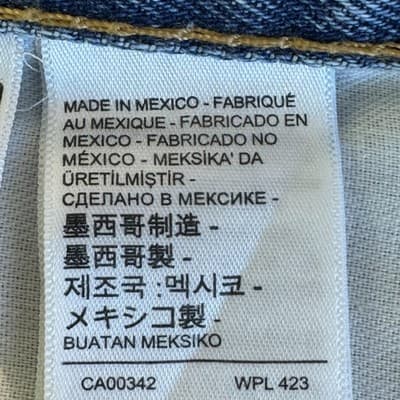 MADE IN MEXICO - FABRIQUÉ
AU MEXIQUE - FABRICADO EN
MEXICO - FABRICADO NO
MÉXICO - MEKSİKA' DA
ÜRETİLMİŞTİR -
СДЕЛАНО В МЕКСИКЕ -
墨西哥制造 -
墨西哥製 -
제조국 :멕시코 -
メキシコ製 -
BUATAN MEKSIKO
CA00342 WPL 423